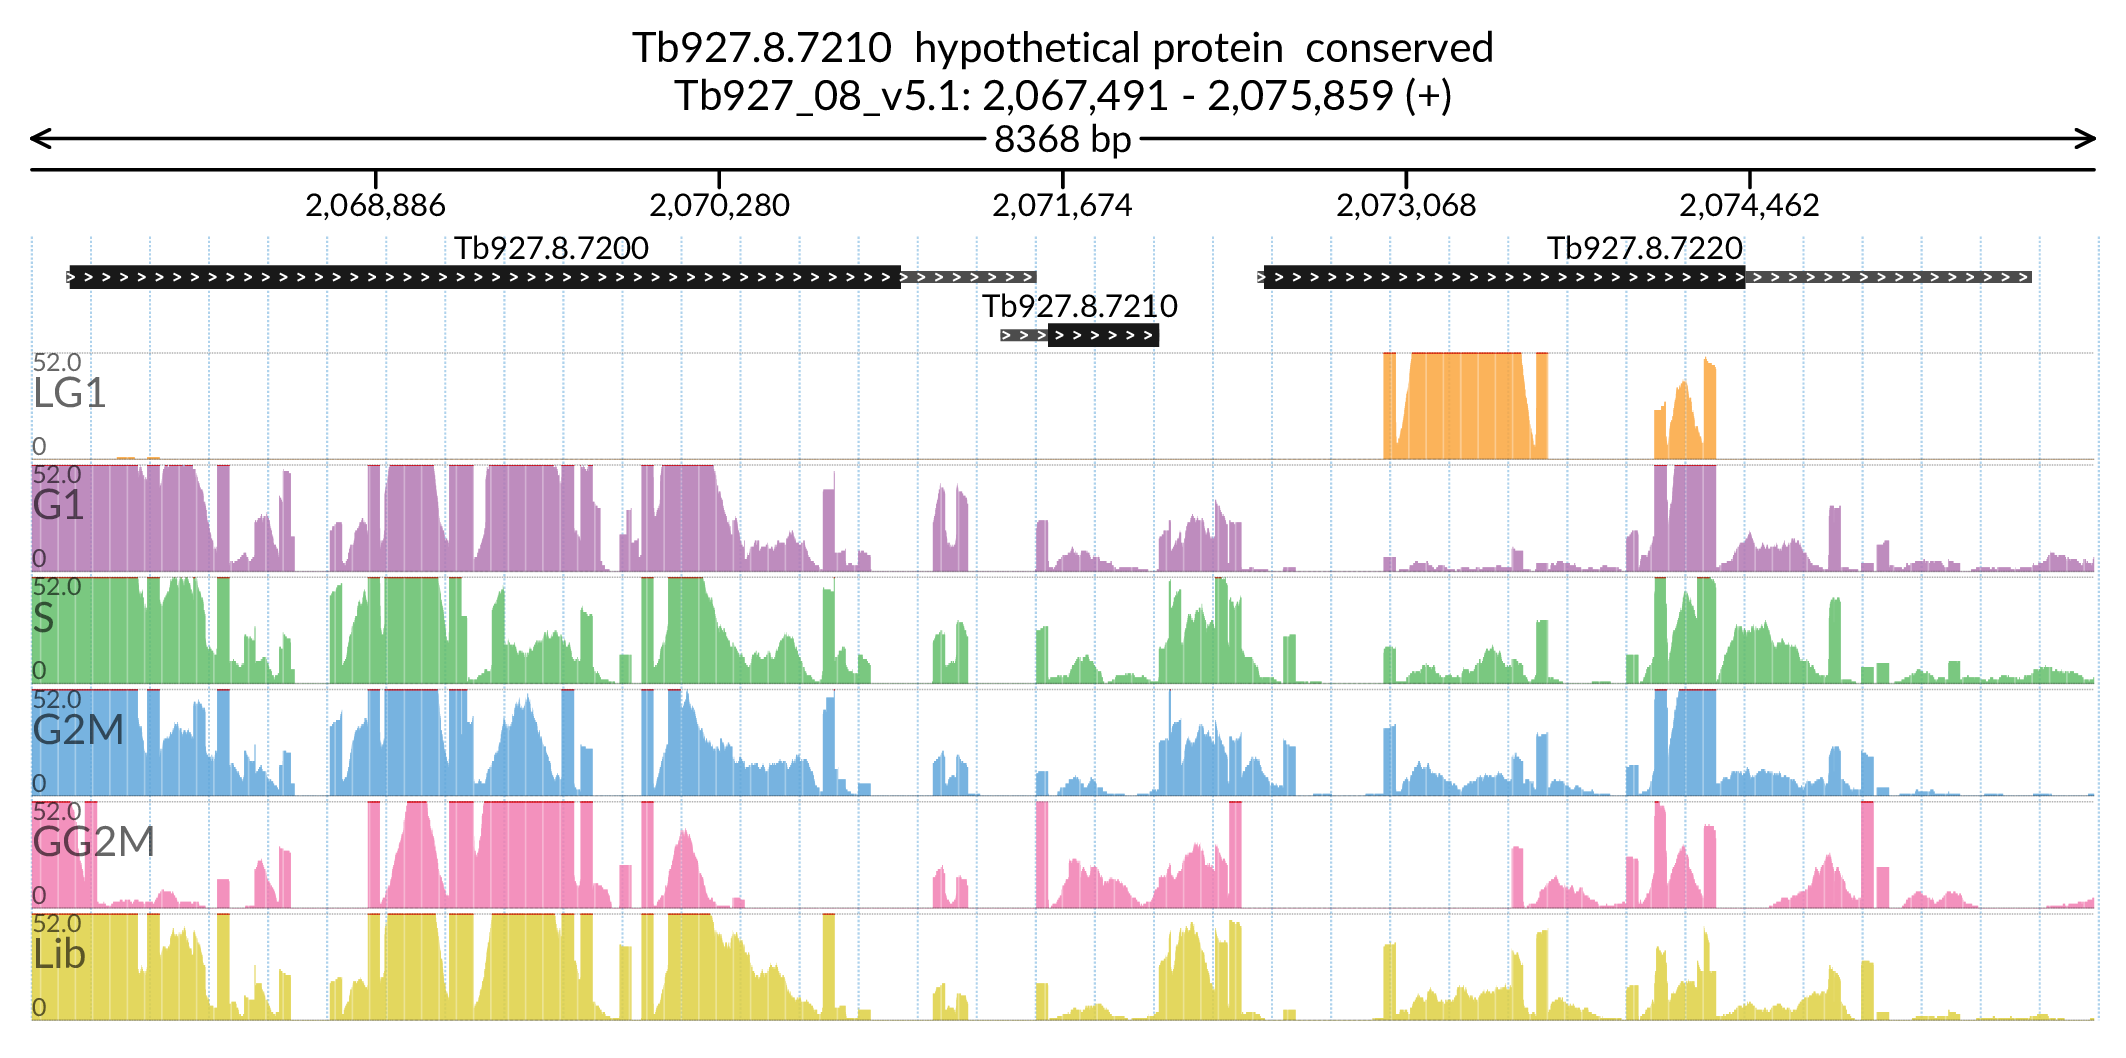 Tb927.8.7210  hypothetical protein  conserved
Tb927_08_v5.1: 2,067,491 - 2,075,859 (+)
8368 bp
2,068,886 2,070,280 2,071,674 2,073,068 2,074,462
Tb927.8.7200 Tb927.8.7220
Tb927.8.7210
52.0
LG1
0
52.0
G1
0
52.0
S
0
52.0
G2M
0
52.0
GG2M
0
52.0
Lib
0